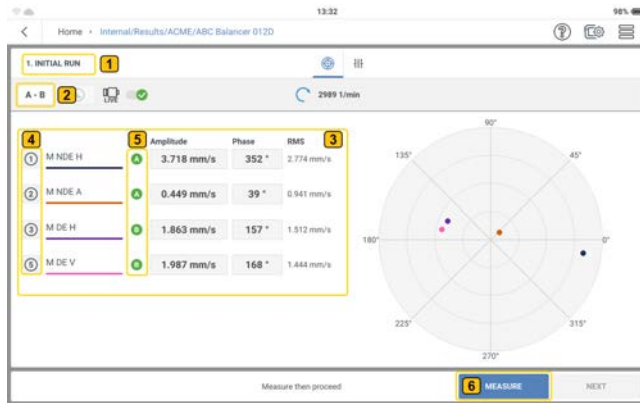 13:32
98%
Home • Internal/Results/ACME/ABC Balancer 012D
1. INITIAL RUN
1
A - B
2
LIVE
2989 1/min
4
5
Amplitude
Phase
RMS
3
1
M NDE H
A
3.718 mm/s
352 °
2.774 mm/s
2
M NDE A
A
0.449 mm/s
39 °
0.941 mm/s
3
M DE H
B
1.863 mm/s
157 °
1.512 mm/s
5
M DE V
B
1.987 mm/s
168 °
1.444 mm/s
90°
135°
45°
180°
0°
225°
315°
270°
Measure then proceed
6
MEASURE
NEXT